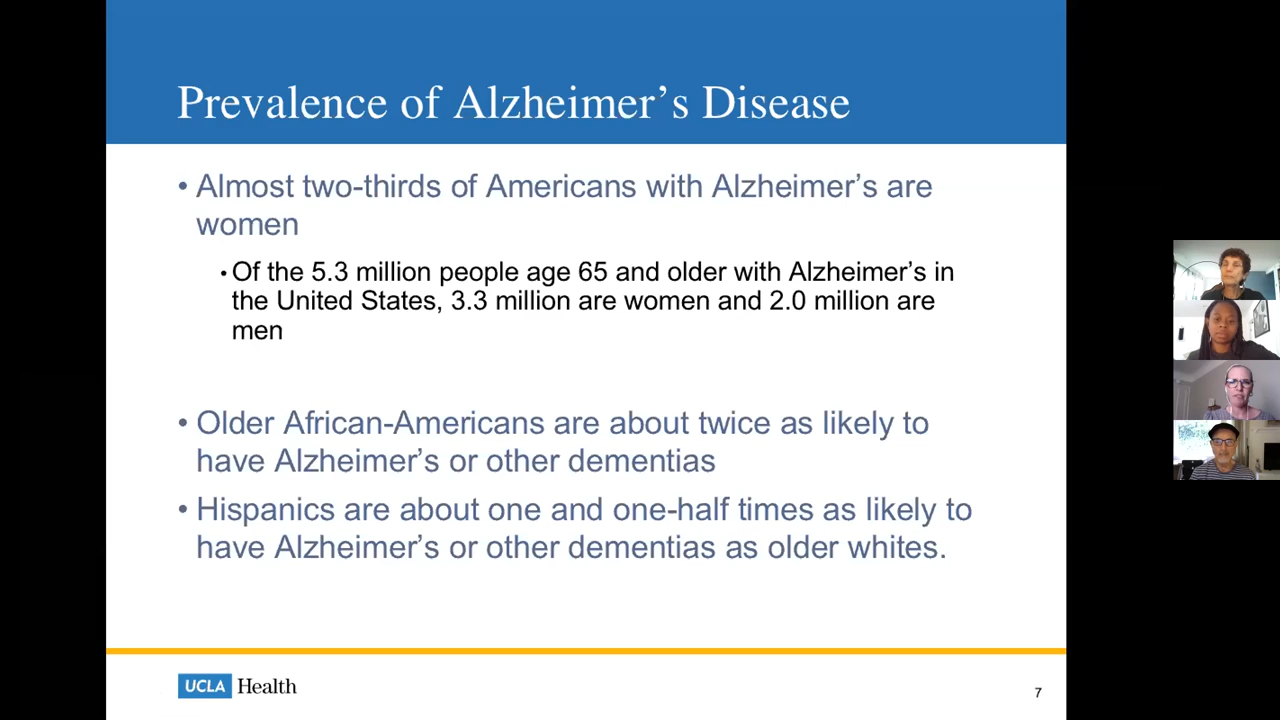 Prevalence of Alzheimer’s Disease
• Almost two-thirds of Americans with Alzheimer’s are
women
• Of the 5.3 million people age 65 and older with Alzheimer’s in
the United States, 3.3 million are women and 2.0 million are
men
• Older African-Americans are about twice as likely to
have Alzheimer’s or other dementias
• Hispanics are about one and one-half times as likely to
have Alzheimer’s or other dementias as older whites.
UCLA Health
7